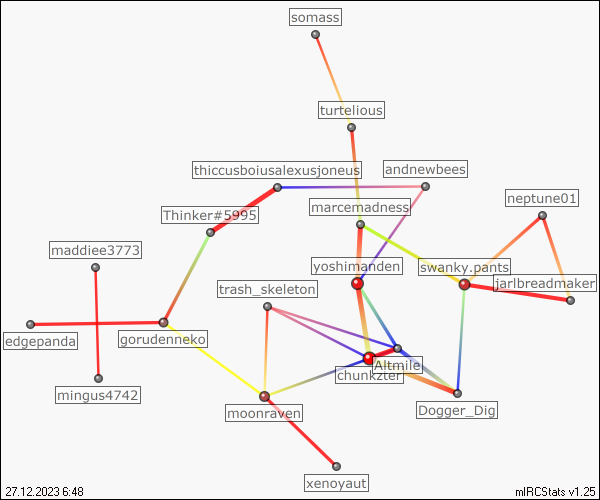 somass
turtelious
thiccusboiusalexusjoneus
andnewbees
neptune01
Thinker#5995
marcemadness
maddiee3773
yoshimanden
swanky.pants
jarlbreadmaker
trash_skeleton
edgepanda
gorudenneko
Altmile
chunkzter
mingus4742
moonraven
Dogger_Dig
xenoyaut
27.12.2023 6:48
mIRCStats v1.25